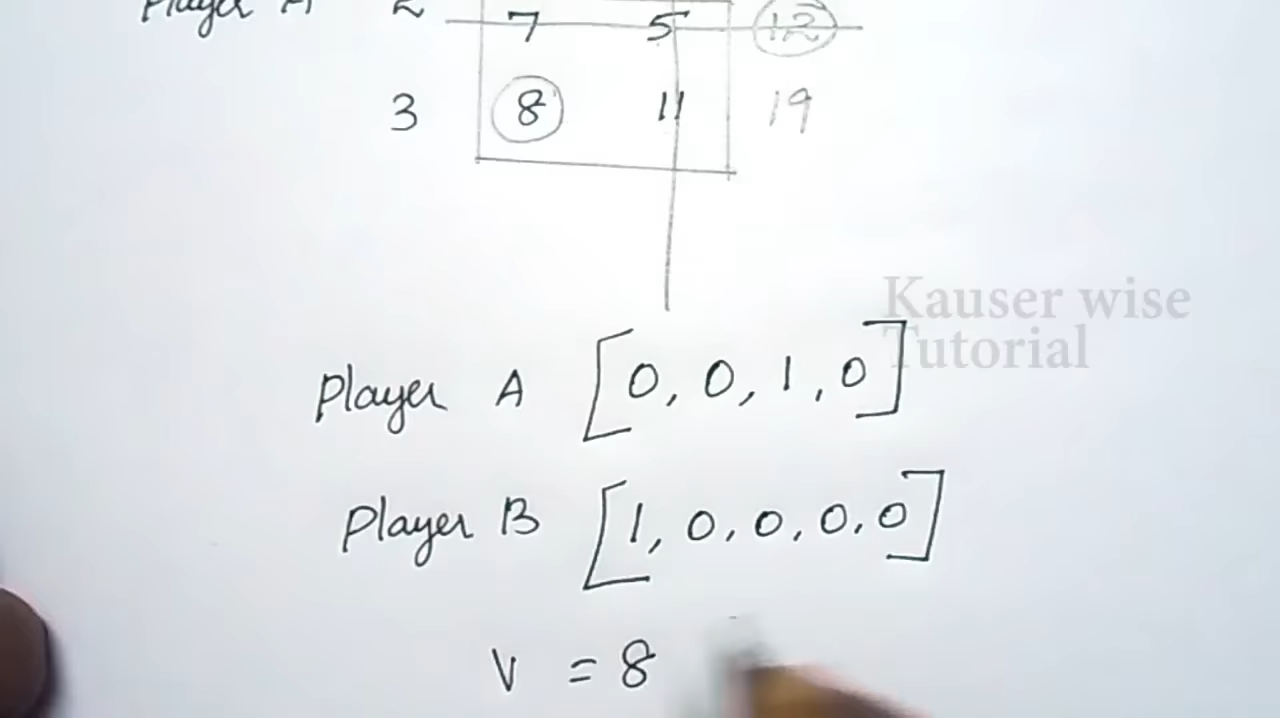 Player A 2 7 5 12
3 8 11 19
Kauser wise
Tutorial
Player A [0, 0, 1, 0]
Player B [1, 0, 0, 0, 0]
V = 8